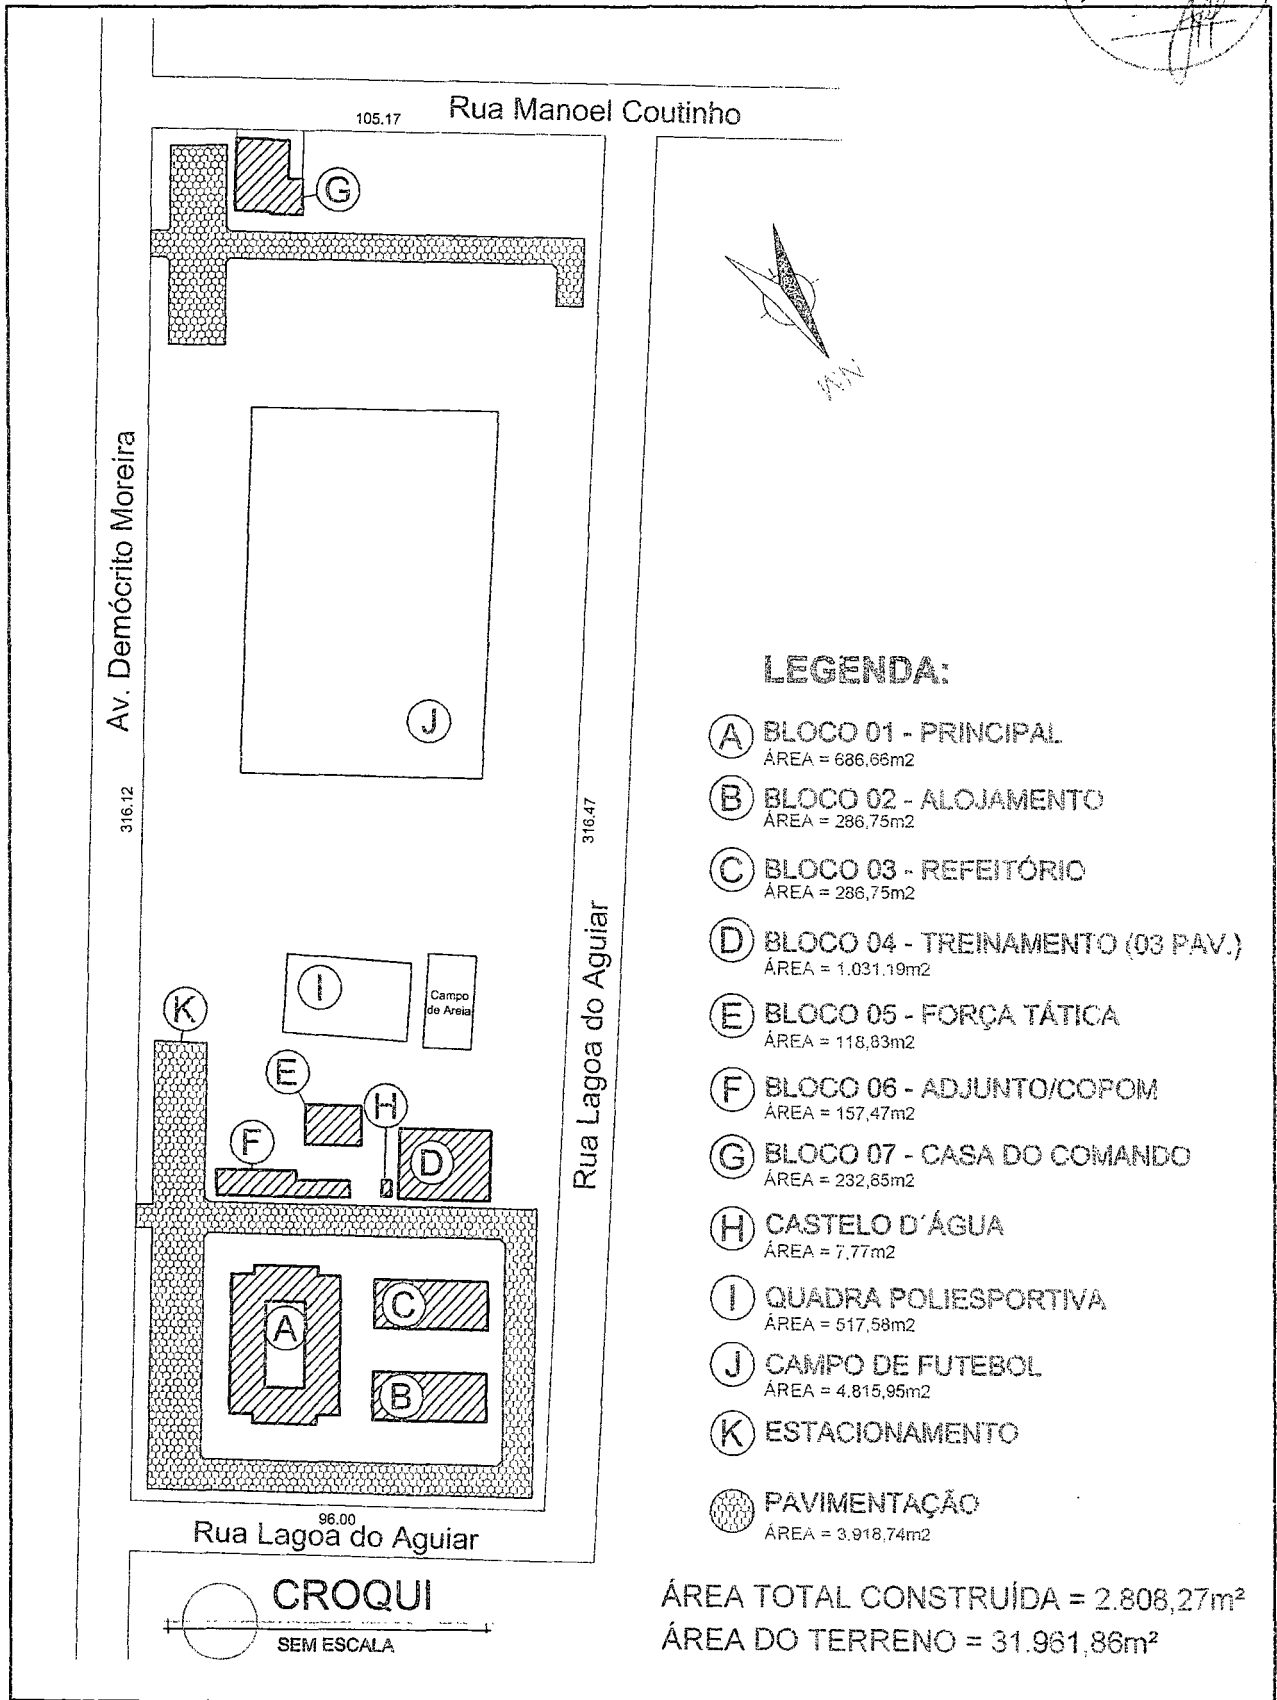 Rua Manoel Coutinho
105.17
G
Av. Demócrito Moreira
316.12
J
316.47
Rua Lagoa do Aguiar
I
Campo
de Areia
K
E
H
F
D
A
C
B
96.00
Rua Lagoa do Aguiar
NM
LEGENDA:
A BLOCO 01 - PRINCIPAL
ÁREA = 686,66m2
B BLOCO 02 - ALOJAMENTO
ÁREA = 286,75m2
C BLOCO 03 - REFEITÓRIO
ÁREA = 286,75m2
D BLOCO 04 - TREINAMENTO (03 PAV.)
ÁREA = 1.031,19m2
E BLOCO 05 - FORÇA TÁTICA
ÁREA = 118,83m2
F BLOCO 06 - ADJUNTO/COPOM
ÁREA = 157,47m2
G BLOCO 07 - CASA DO COMANDO
ÁREA = 232,85m2
H CASTELO D´ÁGUA
ÁREA = 7,77m2
I QUADRA POLIESPORTIVA
ÁREA = 517,58m2
J CAMPO DE FUTEBOL
ÁREA = 4.815,95m2
K ESTACIONAMENTO
PAVIMENTAÇÃO
ÁREA = 3.918,74m2
CROQUI
SEM ESCALA
ÁREA TOTAL CONSTRUÍDA = 2.808,27m²
ÁREA DO TERRENO = 31.961,86m²